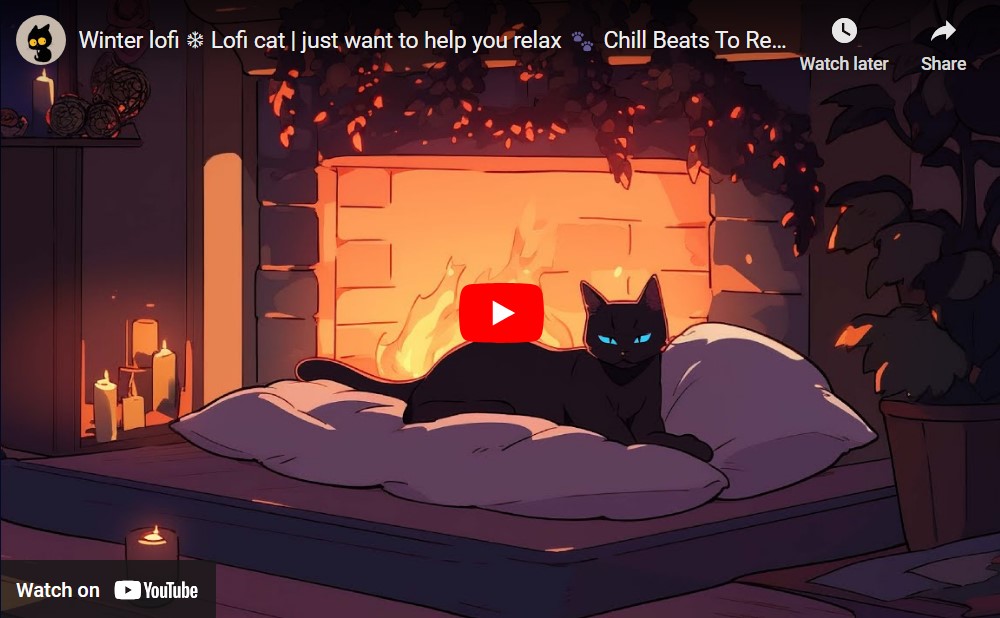 Winter lofi ❄ Lofi cat | just want to help you relax 🐾 Chill Beats To Re...
Watch later
Share
Watch on YouTube